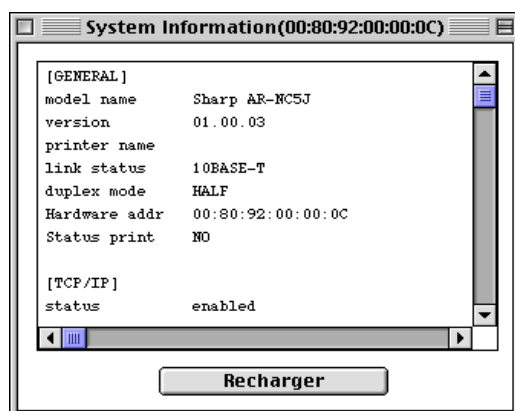 System Information(00:80:92:00:00:0C)
[GENERAL]
model name Sharp AR-NC5J
version 01.00.03
printer name
link status 10BASE-T
duplex mode HALF
Hardware addr 00:80:92:00:00:0C
Status print NO
[TCP/IP]
status enabled
Recharger